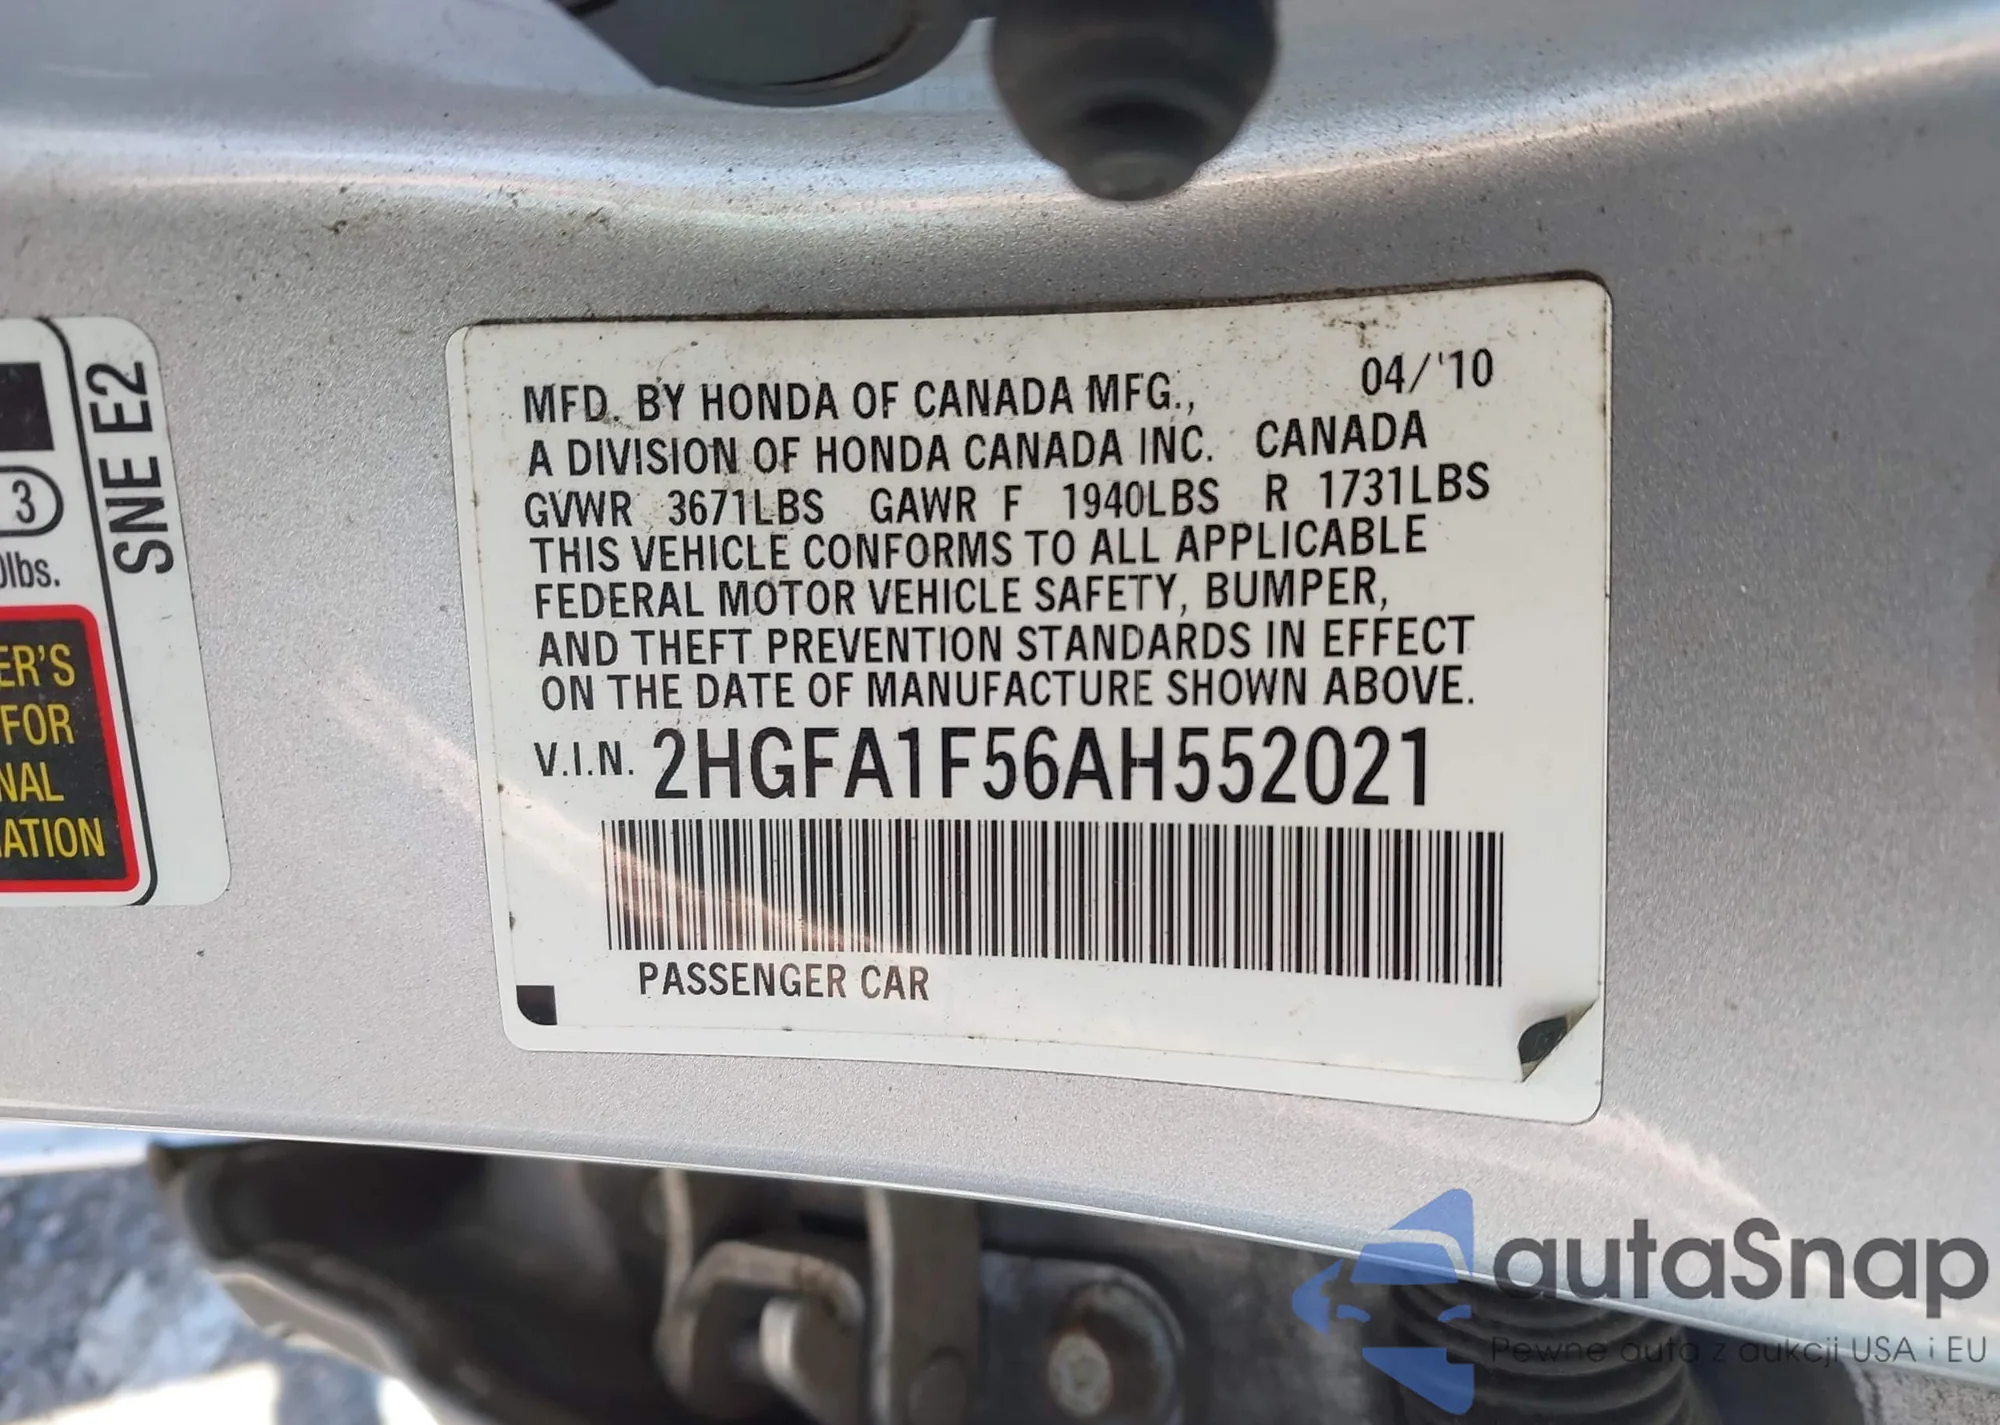 SNE E2
3
lbs.
ER'S
FOR
NAL
ATION
MFD. BY HONDA OF CANADA MFG., 04/'10
A DIVISION OF HONDA CANADA INC. CANADA
GVWR 3671LBS GAWR F 1940LBS R 1731LBS
THIS VEHICLE CONFORMS TO ALL APPLICABLE
FEDERAL MOTOR VEHICLE SAFETY, BUMPER,
AND THEFT PREVENTION STANDARDS IN EFFECT
ON THE DATE OF MANUFACTURE SHOWN ABOVE.
V.I.N. 2HGFA1F56AH552021
PASSENGER CAR
autaSnap
Pewne auta z aukcji USA i EU